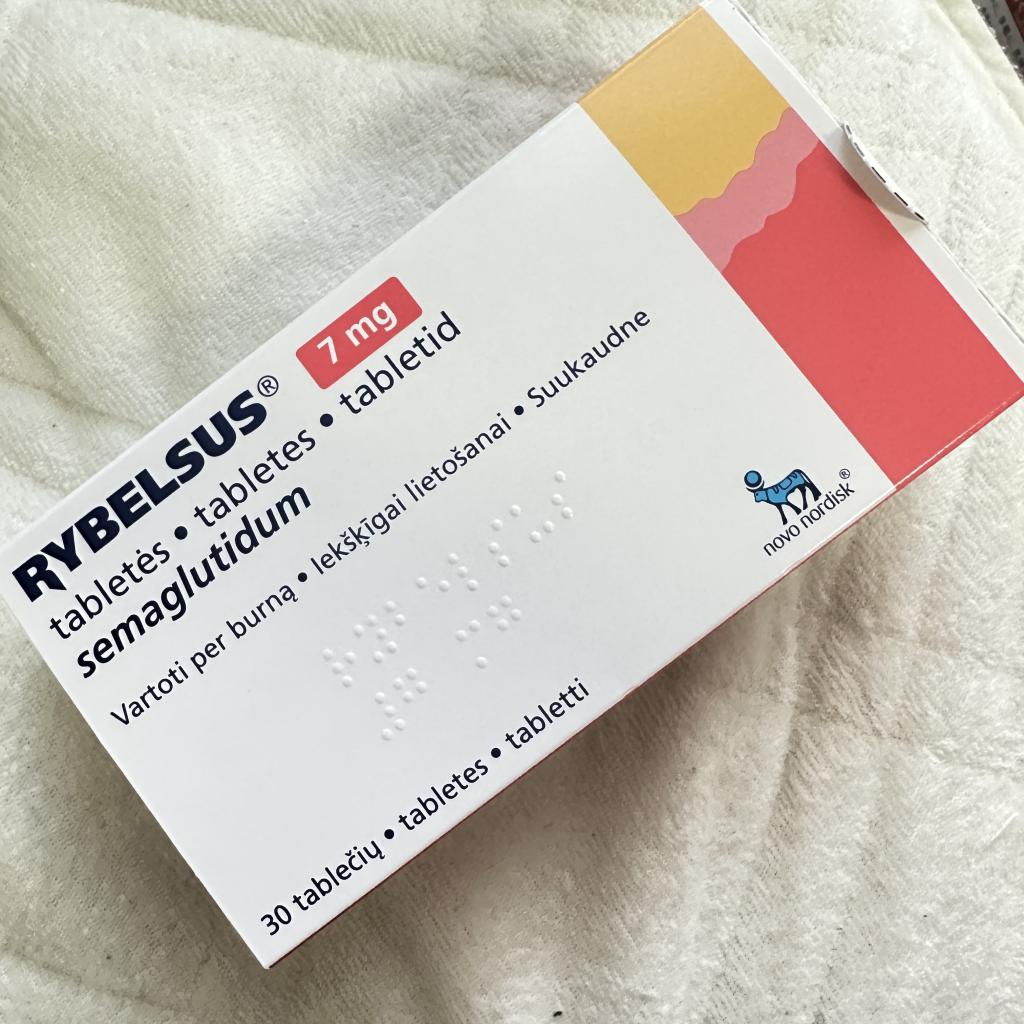 RYBELSUS® 7 mg
tabletės • tabletes • tabletid
semaglutidum
Vartoti per burną • Iekšķīgai lietošanai • Suukaudne
30 tablečių • tabletes • tabletti
novo nordisk®